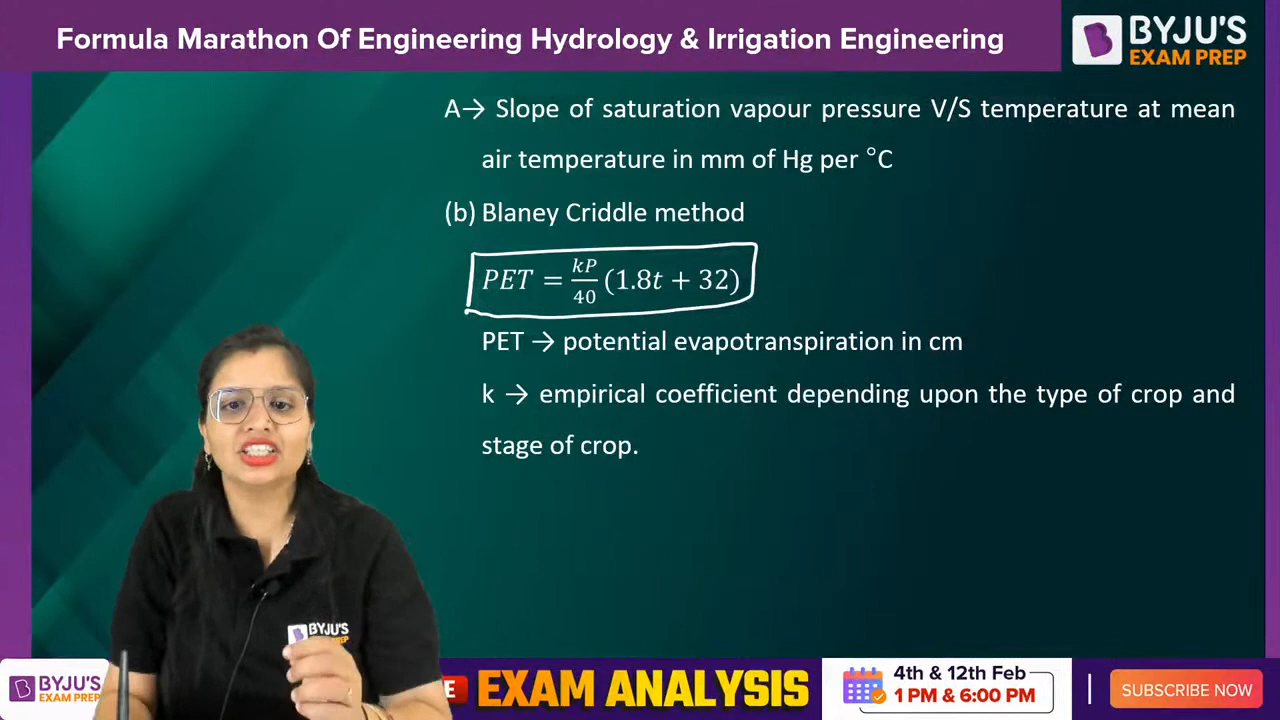 Formula Marathon Of Engineering Hydrology & Irrigation Engineering
BYJU'S
EXAM PREP
A→ Slope of saturation vapour pressure V/S temperature at mean
air temperature in mm of Hg per °C
(b) Blaney Criddle method
PET = kP/40 (1.8t + 32)
PET → potential evapotranspiration in cm
k → empirical coefficient depending upon the type of crop and
stage of crop.
BYJU'S
EXAM PREP
BYJU'S
EXAM PREP
E EXAM ANALYSIS
4th & 12th Feb
1 PM & 6:00 PM
SUBSCRIBE NOW